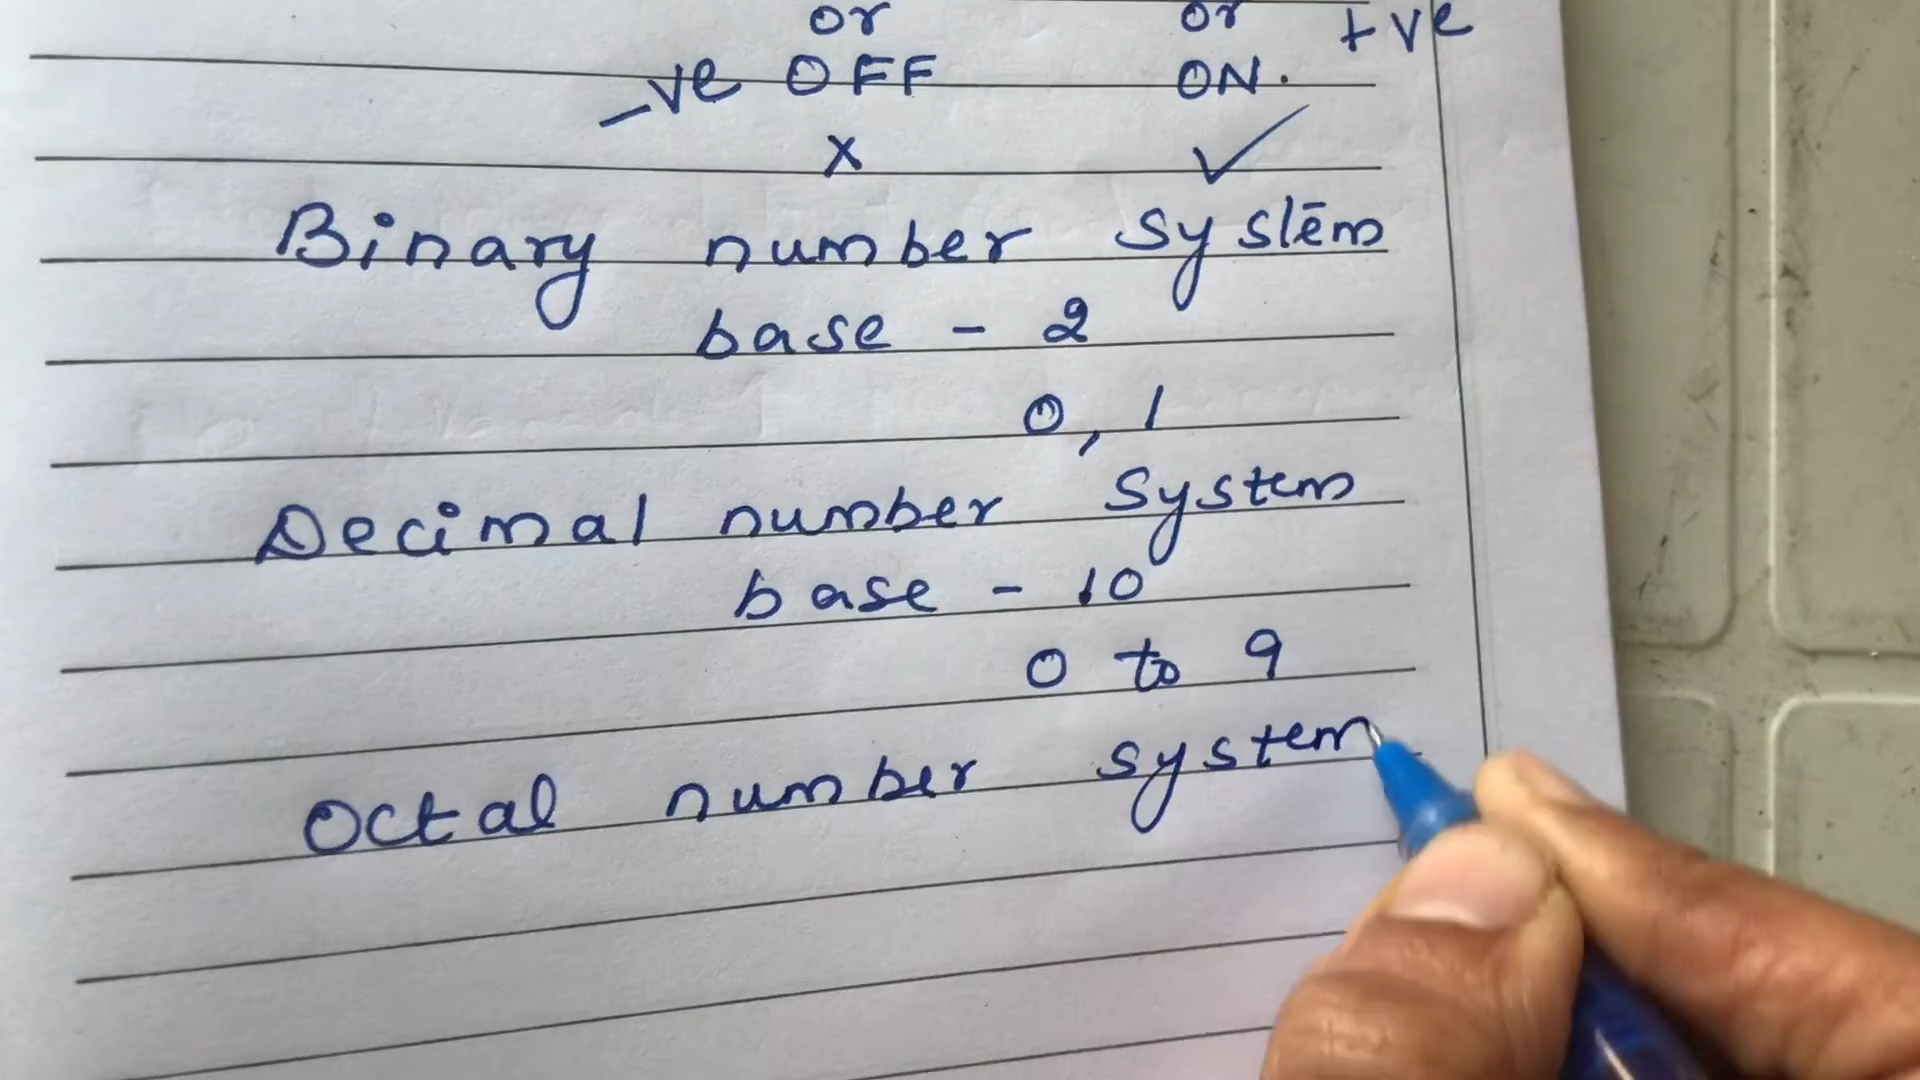 or or +ve
-ve OFF ON.
x ✓
Binary number system
base - 2
0, 1
Decimal number system
base - 10
0 to 9
Octal number system